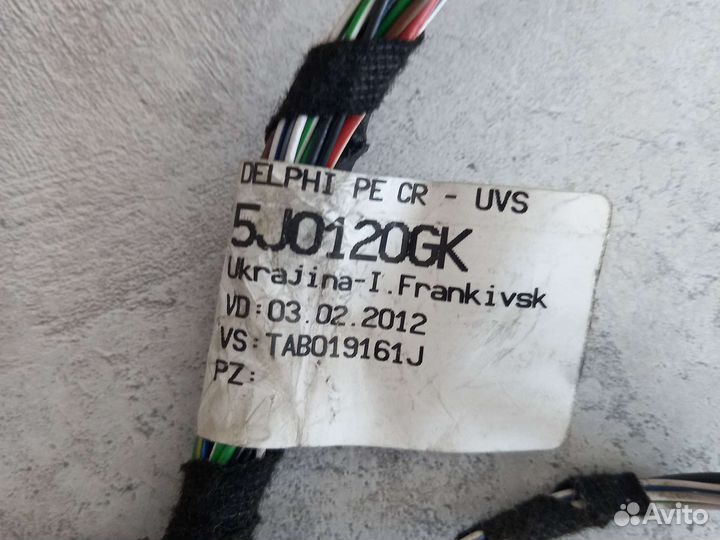 DELPHI PE CR - UVS
5J0120GK
Ukrajina-I.Frankivsk
VD:03.02.2012
VS:TAB019161J
PZ:
Avito